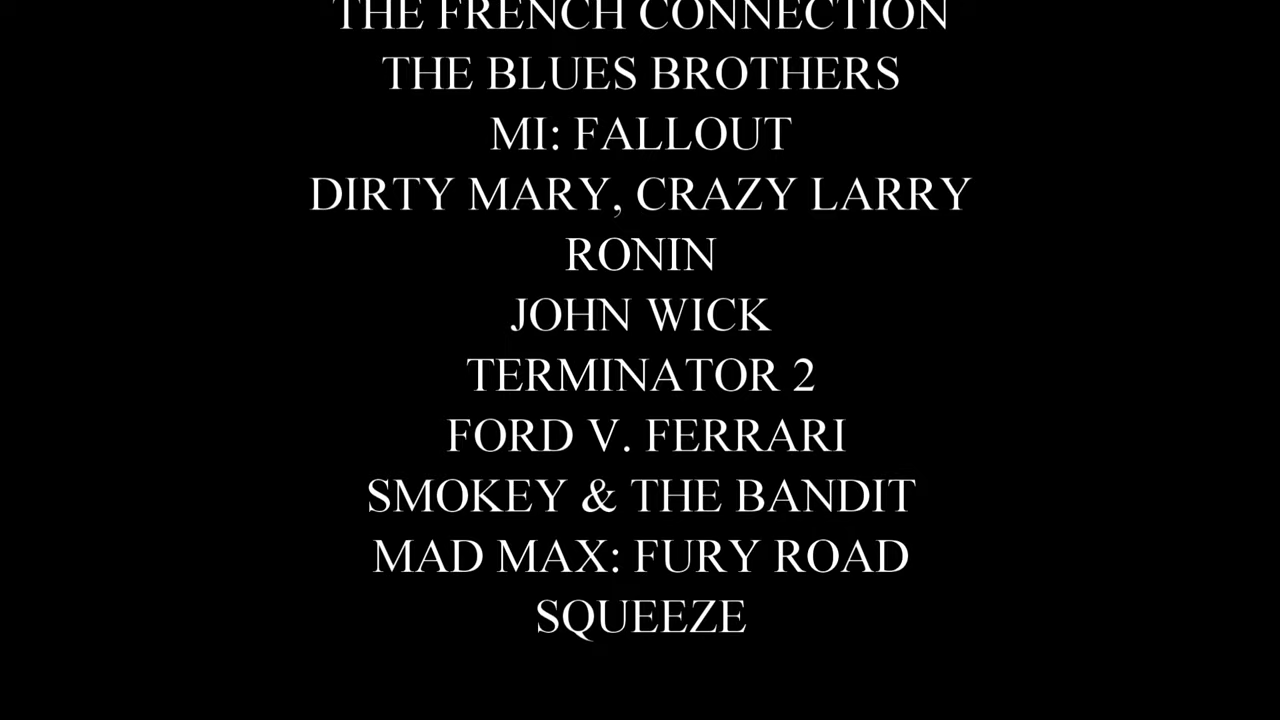 THE FRENCH CONNECTION
THE BLUES BROTHERS
MI: FALLOUT
DIRTY MARY, CRAZY LARRY
RONIN
JOHN WICK
TERMINATOR 2
FORD V. FERRARI
SMOKEY & THE BANDIT
MAD MAX: FURY ROAD
SQUEEZE